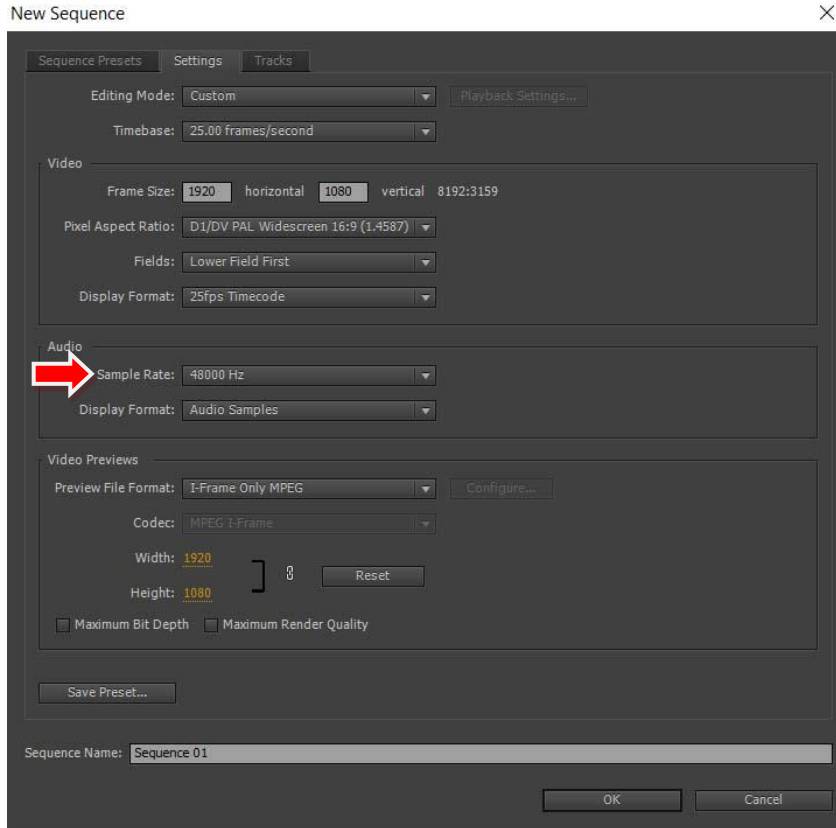 New Sequence
Sequence Presets Settings Tracks
Editing Mode: Custom Playback Settings...
Timebase: 25.00 frames/second
Video
Frame Size: 1920 horizontal 1080 vertical 8192:3159
Pixel Aspect Ratio: D1/DV PAL Widescreen 16:9 (1.4587)
Fields: Lower Field First
Display Format: 25fps Timecode
Audio
Sample Rate: 48000 Hz
Display Format: Audio Samples
Video Previews
Preview File Format: I-Frame Only MPEG Configure...
Codec: MPEG I-Frame
Width: 1920
Reset
Height: 1080
Maximum Bit Depth Maximum Render Quality
Save Preset...
Sequence Name: Sequence 01
OK Cancel